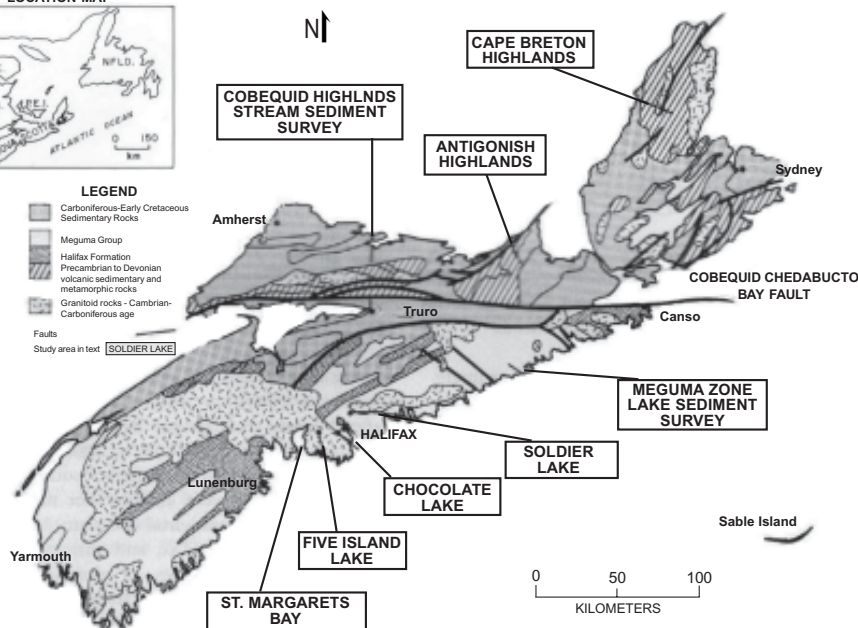 LOCATION MAP
NFLD.
P.E.I.
NOVA SCOTIA
ATLANTIC OCEAN
0 150
km
N
CAPE BRETON
HIGHLANDS
COBEQUID HIGHLNDS
STREAM SEDIMENT
SURVEY
ANTIGONISH
HIGHLANDS
Sydney
LEGEND
Carboniferous-Early Cretaceous
Sedimentary Rocks
Meguma Group
Halifax Formation
Precambrian to Devonian
volcanic sedimentary and
metamorphic rocks
Granitoid rocks - Cambrian-
Carboniferous age
Faults
Study area in text SOLDIER LAKE
Amherst
COBEQUID CHEDABUCTO
BAY FAULT
Truro
Canso
MEGUMA ZONE
LAKE SEDIMENT
SURVEY
HALIFAX
SOLDIER
LAKE
CHOCOLATE
LAKE
Lunenburg
Sable Island
FIVE ISLAND
LAKE
Yarmouth
ST. MARGARETS
BAY
0 50 100
KILOMETERS